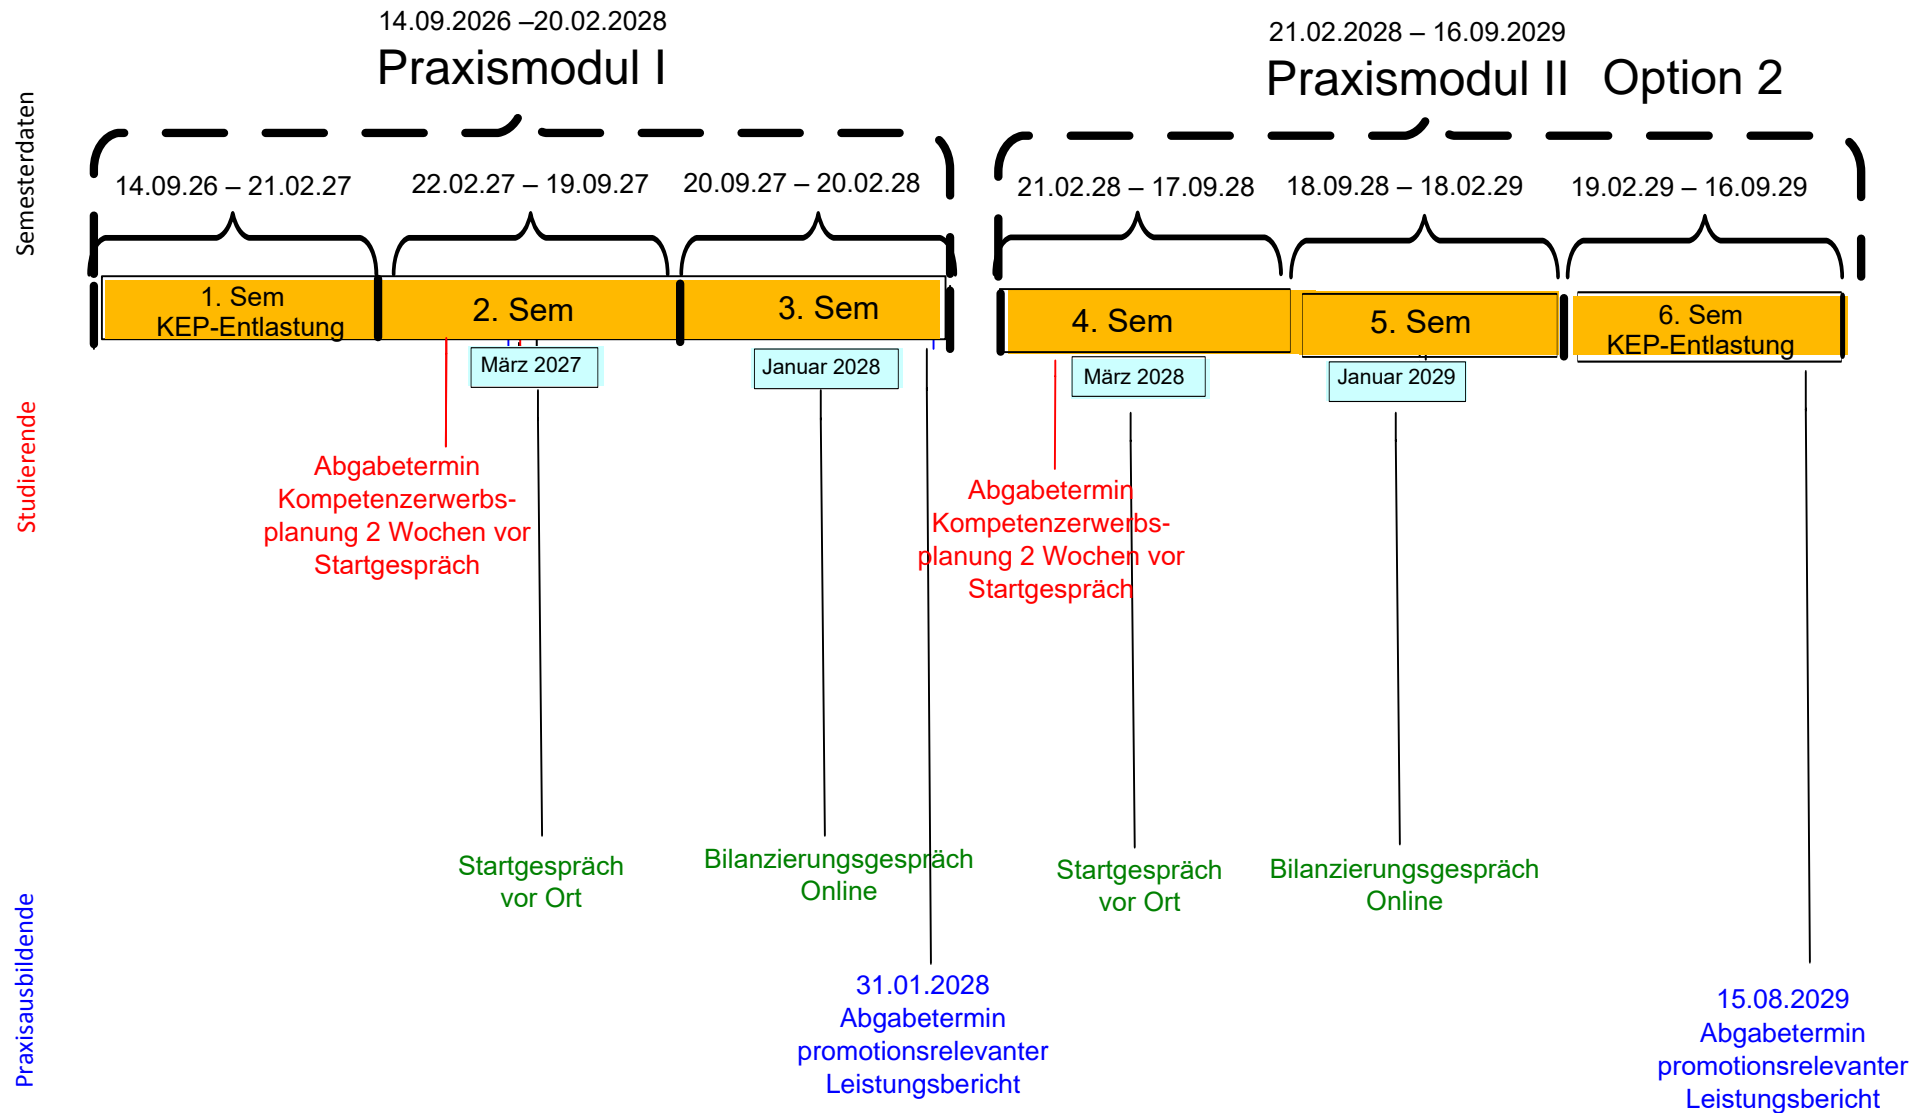 14.09.2026 –20.02.2028
Praxismodul I
21.02.2028 – 16.09.2029
Praxismodul II   Option 2
Semesterdaten
14.09.26 – 21.02.27
22.02.27 – 19.09.27
20.09.27 – 20.02.28
21.02.28 – 17.09.28
18.09.28 – 18.02.29
19.02.29 – 16.09.29
1. Sem
KEP-Entlastung
2. Sem
3. Sem
4. Sem
5. Sem
6. Sem
KEP-Entlastung
März 2027
Januar 2028
März 2028
Januar 2029
Studierende
Abgabetermin
Kompetenzerwerbs-
planung 2 Wochen vor
Startgespräch
Abgabetermin
Kompetenzerwerbs-
planung 2 Wochen vor
Startgespräch
Startgespräch
vor Ort
Bilanzierungsgespräch
Online
Startgespräch
vor Ort
Bilanzierungsgespräch
Online
Praxisausbildende
31.01.2028
Abgabetermin
promotionsrelevanter
Leistungsbericht
15.08.2029
Abgabetermin
promotionsrelevanter
Leistungsbericht